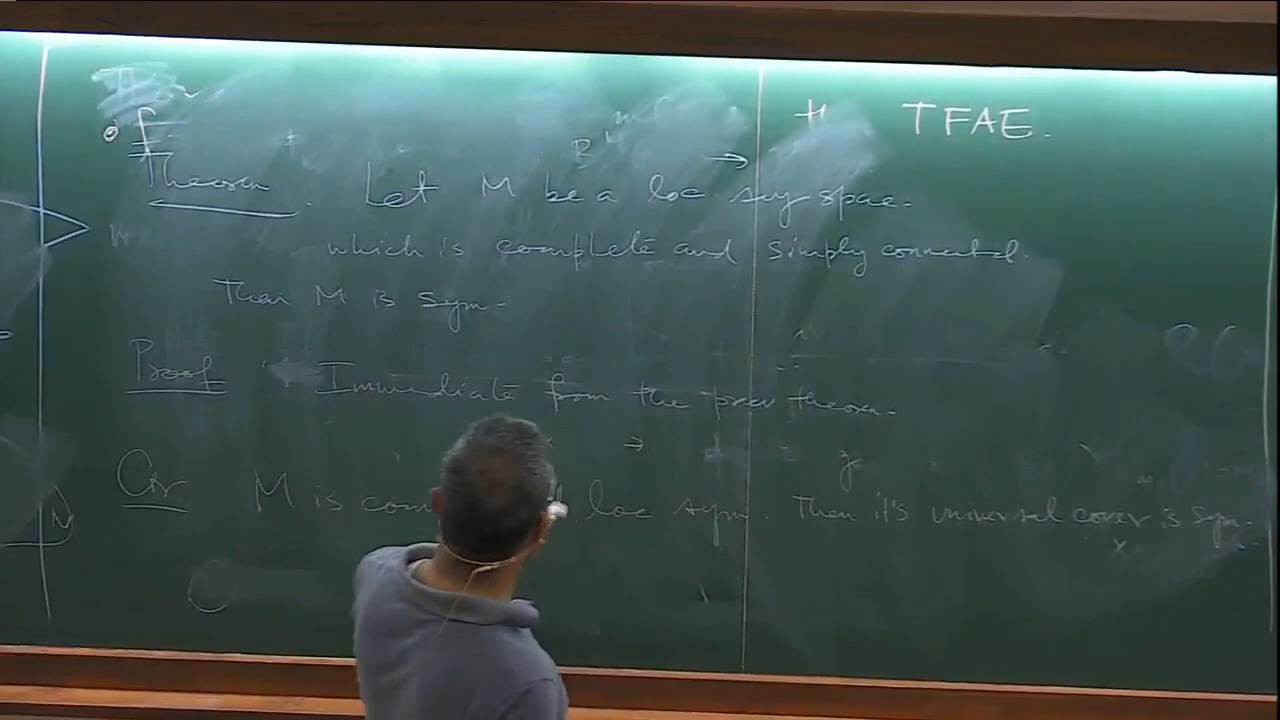 TFAE.
Theorem. Let M be a loc sym space.
which is complete and simply connected.
Then M is sym.
Proof Immediate from the prev theorem.
Cor M is loc sym. Then it's universal cover is sym.